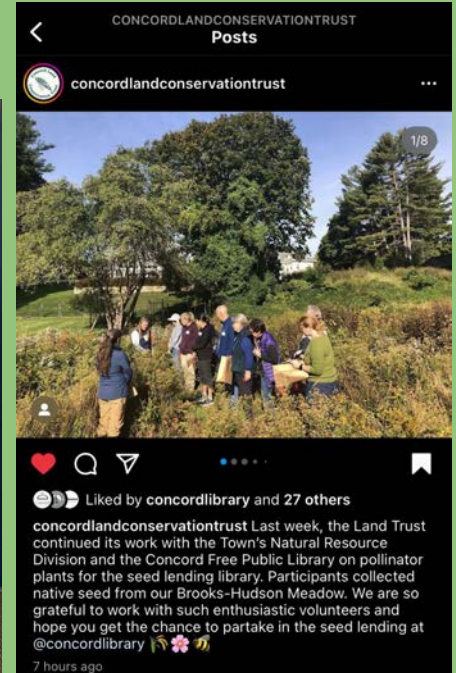 CONCORDLANDCONSERVATIONTRUST
Posts
concordlandconservationtrust
1/8
Liked by concordlibrary and 27 others
concordlandconservationtrust Last week, the Land Trust
continued its work with the Town's Natural Resource
Division and the Concord Free Public Library on pollinator
plants for the seed lending library. Participants collected
native seed from our Brooks-Hudson Meadow. We are so
grateful to work with such enthusiastic volunteers and
hope you get the chance to partake in the seed lending at
@concordlibrary 🌾🌸🐝
7 hours ago